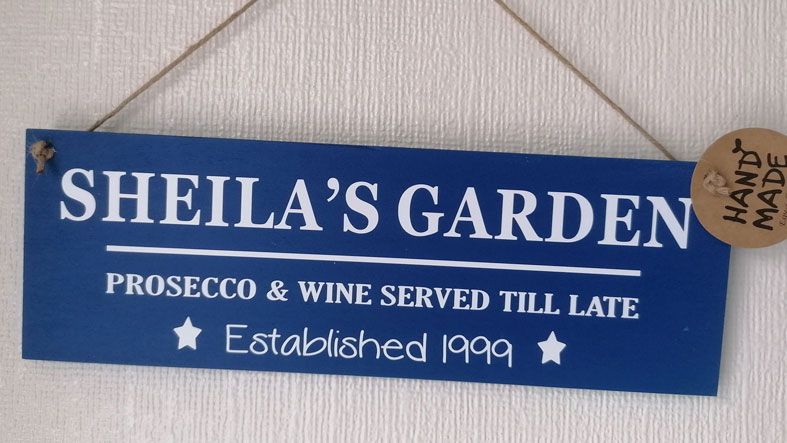 SHEILA'S GARDEN
PROSECCO & WINE SERVED TILL LATE
Established 1999
HAND
MADE